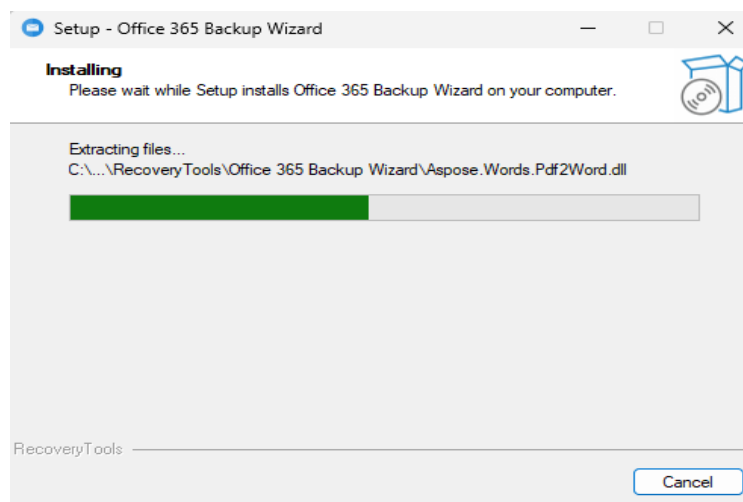 Setup - Office 365 Backup Wizard
Installing
Please wait while Setup installs Office 365 Backup Wizard on your computer.
Extracting files...
C:\...\RecoveryTools\Office 365 Backup Wizard\Aspose.Words.Pdf2Word.dll
RecoveryTools
Cancel